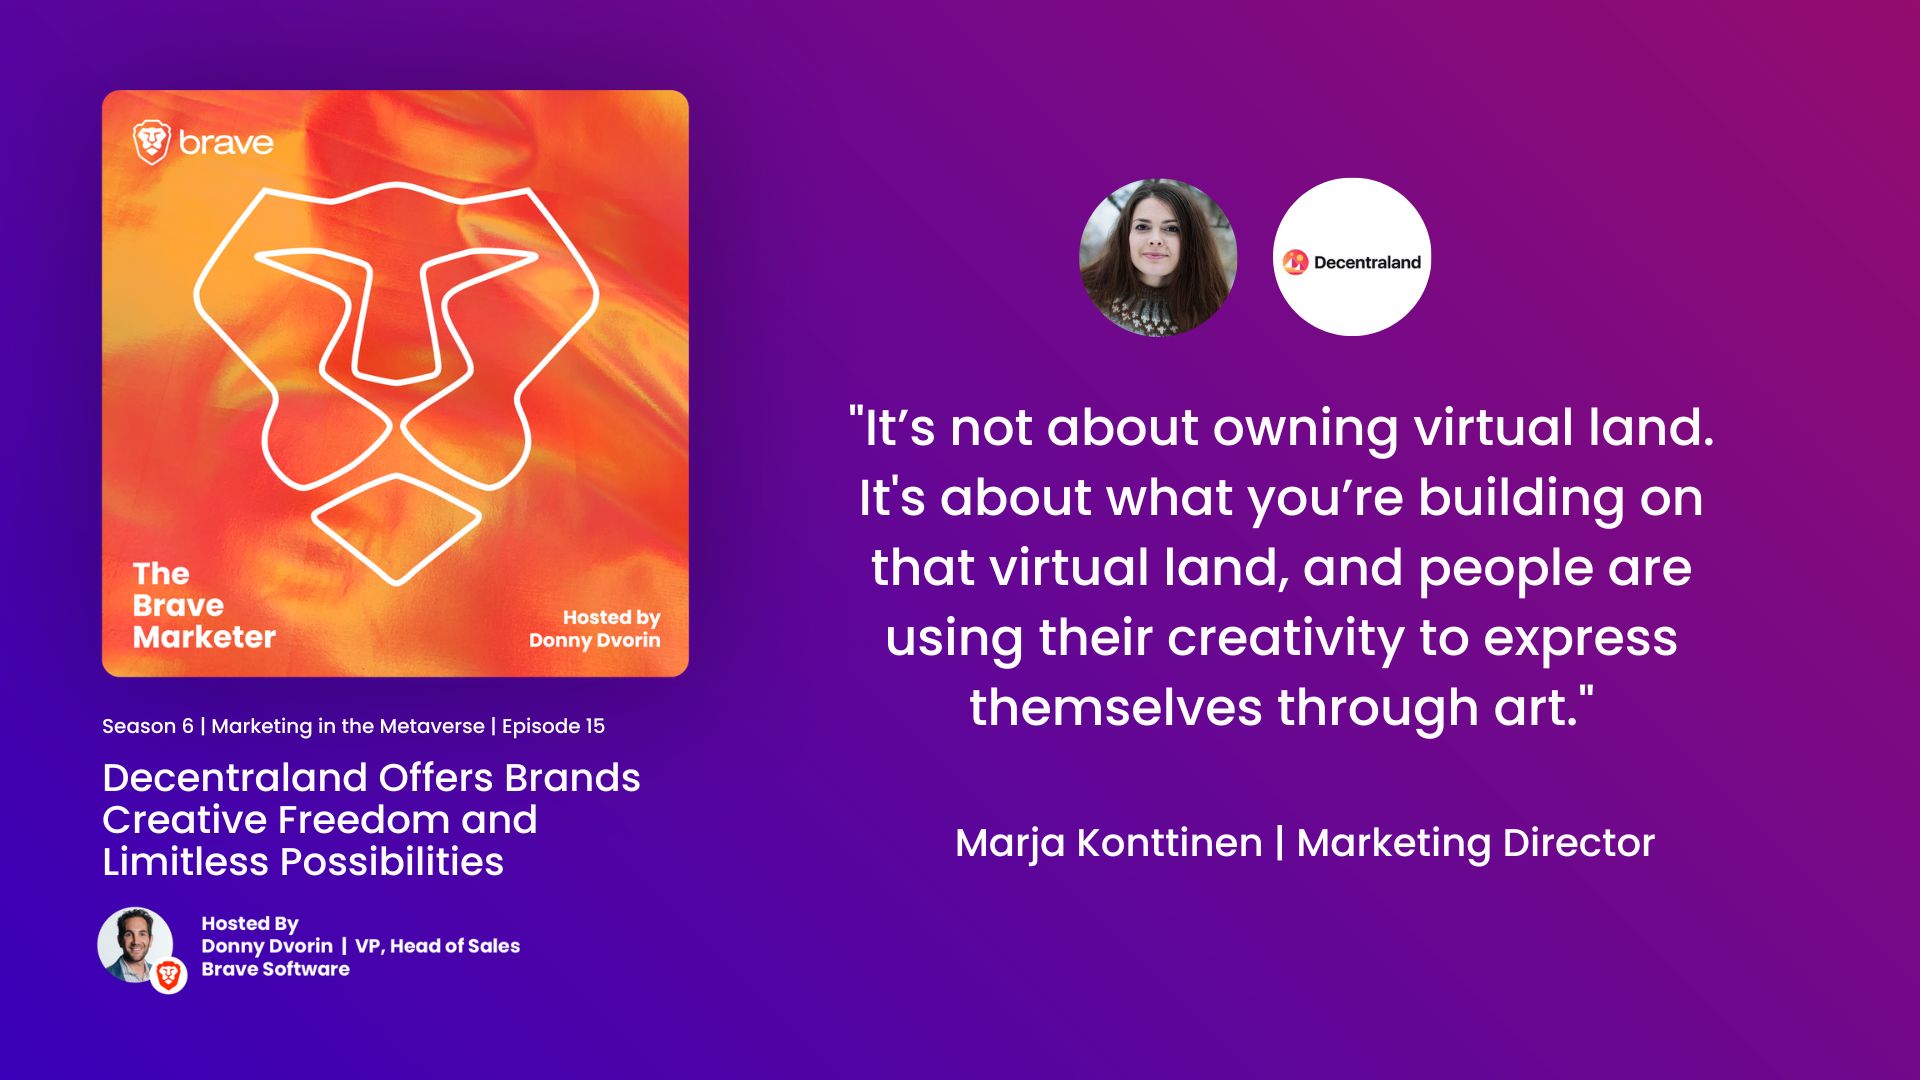 brave
The
Brave
Marketer
Hosted by
Donny Dvorin
Season 6 | Marketing in the Metaverse | Episode 15
Decentraland Offers Brands
Creative Freedom and
Limitless Possibilities
Hosted By
Donny Dvorin | VP, Head of Sales
Brave Software
Decentraland
"It’s not about owning virtual land.
It's about what you’re building on
that virtual land, and people are
using their creativity to express
themselves through art."
Marja Konttinen | Marketing Director